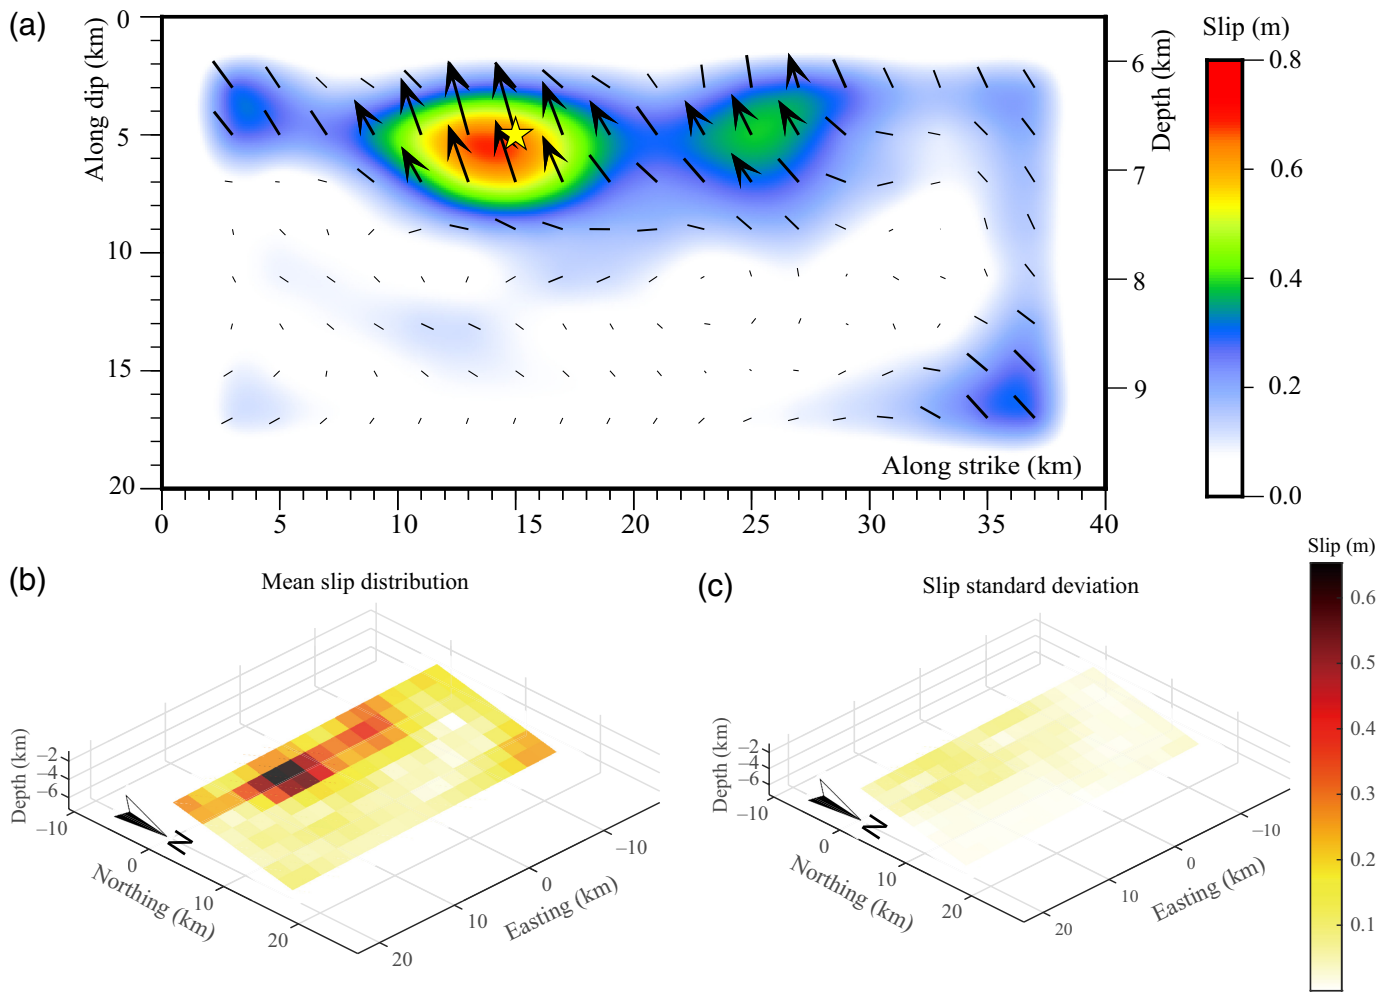 (a)
Along dip (km)
0
5
10
15
20
0
5
10
15
20
25
30
35
40
Along strike (km)
Depth (km)
6
7
8
9
Slip (m)
0.8
0.6
0.4
0.2
0.0
(b)
Mean slip distribution
Depth (km)
−2
−4
−6
−10
0
10
20
Northing (km)
N
−10
0
10
20
Easting (km)
(c)
Slip standard deviation
Depth (km)
−2
−4
−6
−10
0
10
20
Northing (km)
N
−10
0
10
20
Easting (km)
Slip (m)
0.6
0.5
0.4
0.3
0.2
0.1